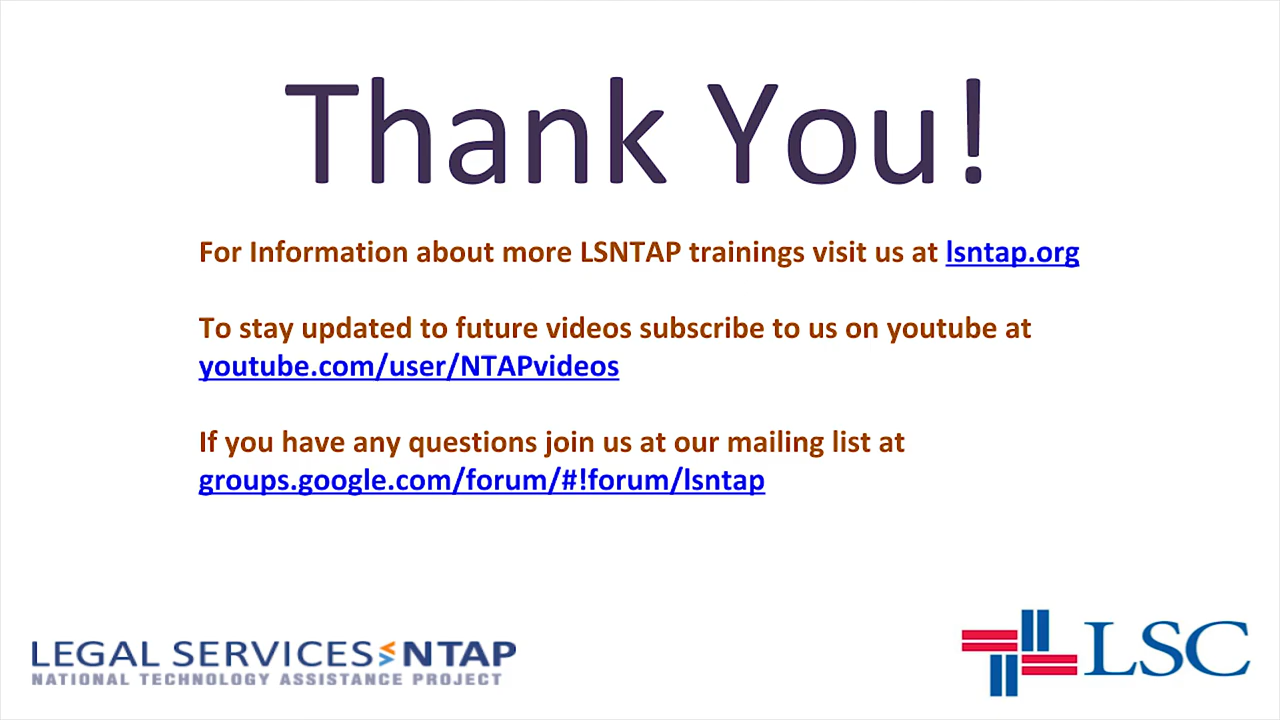 Thank You!
For Information about more LSNTAP trainings visit us at lsntap.org
To stay updated to future videos subscribe to us on youtube at
youtube.com/user/NTAPvideos
If you have any questions join us at our mailing list at
groups.google.com/forum/#!forum/lsntap
LEGAL SERVICES NTAP
NATIONAL TECHNOLOGY ASSISTANCE PROJECT
LSC